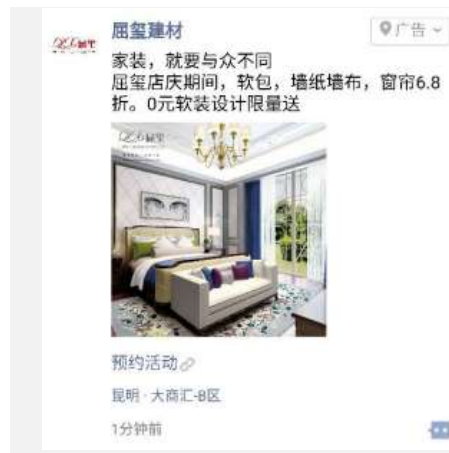 屈玺建材
广告
家装，就要与众不同
屈玺店庆期间，软包，墙纸墙布，窗帘6.8
折。0元软装设计限量送
预约活动
昆明·大商汇-B区
1分钟前